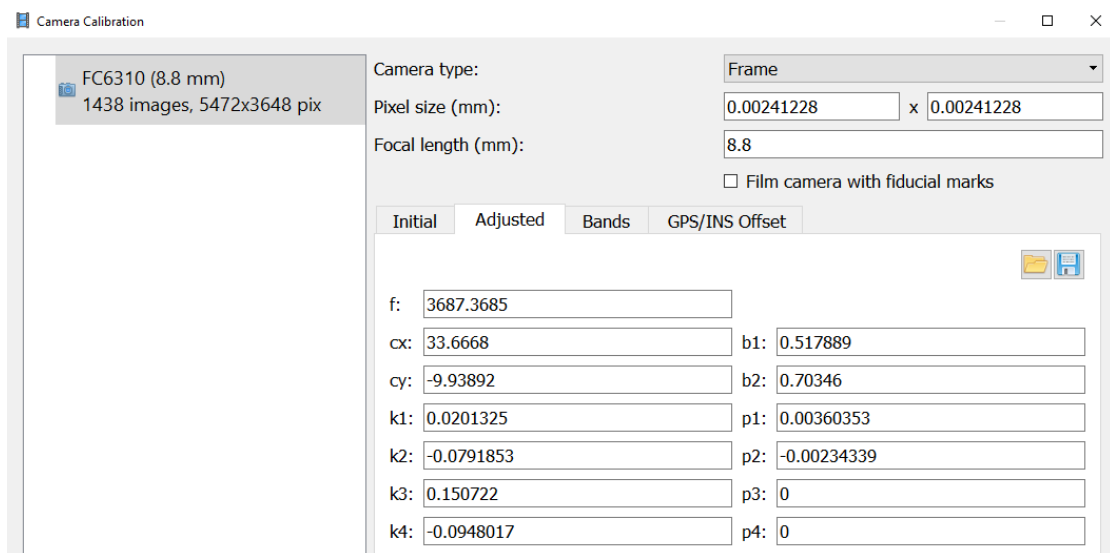 Camera Calibration
FC6310 (8.8 mm)
1438 images, 5472x3648 pix
Camera type: Frame
Pixel size (mm): 0.00241228 x 0.00241228
Focal length (mm): 8.8
Film camera with fiducial marks
Initial Adjusted Bands GPS/INS Offset
f: 3687.3685
cx: 33.6668 b1: 0.517889
cy: -9.93892 b2: 0.70346
k1: 0.0201325 p1: 0.00360353
k2: -0.0791853 p2: -0.00234339
k3: 0.150722 p3: 0
k4: -0.0948017 p4: 0